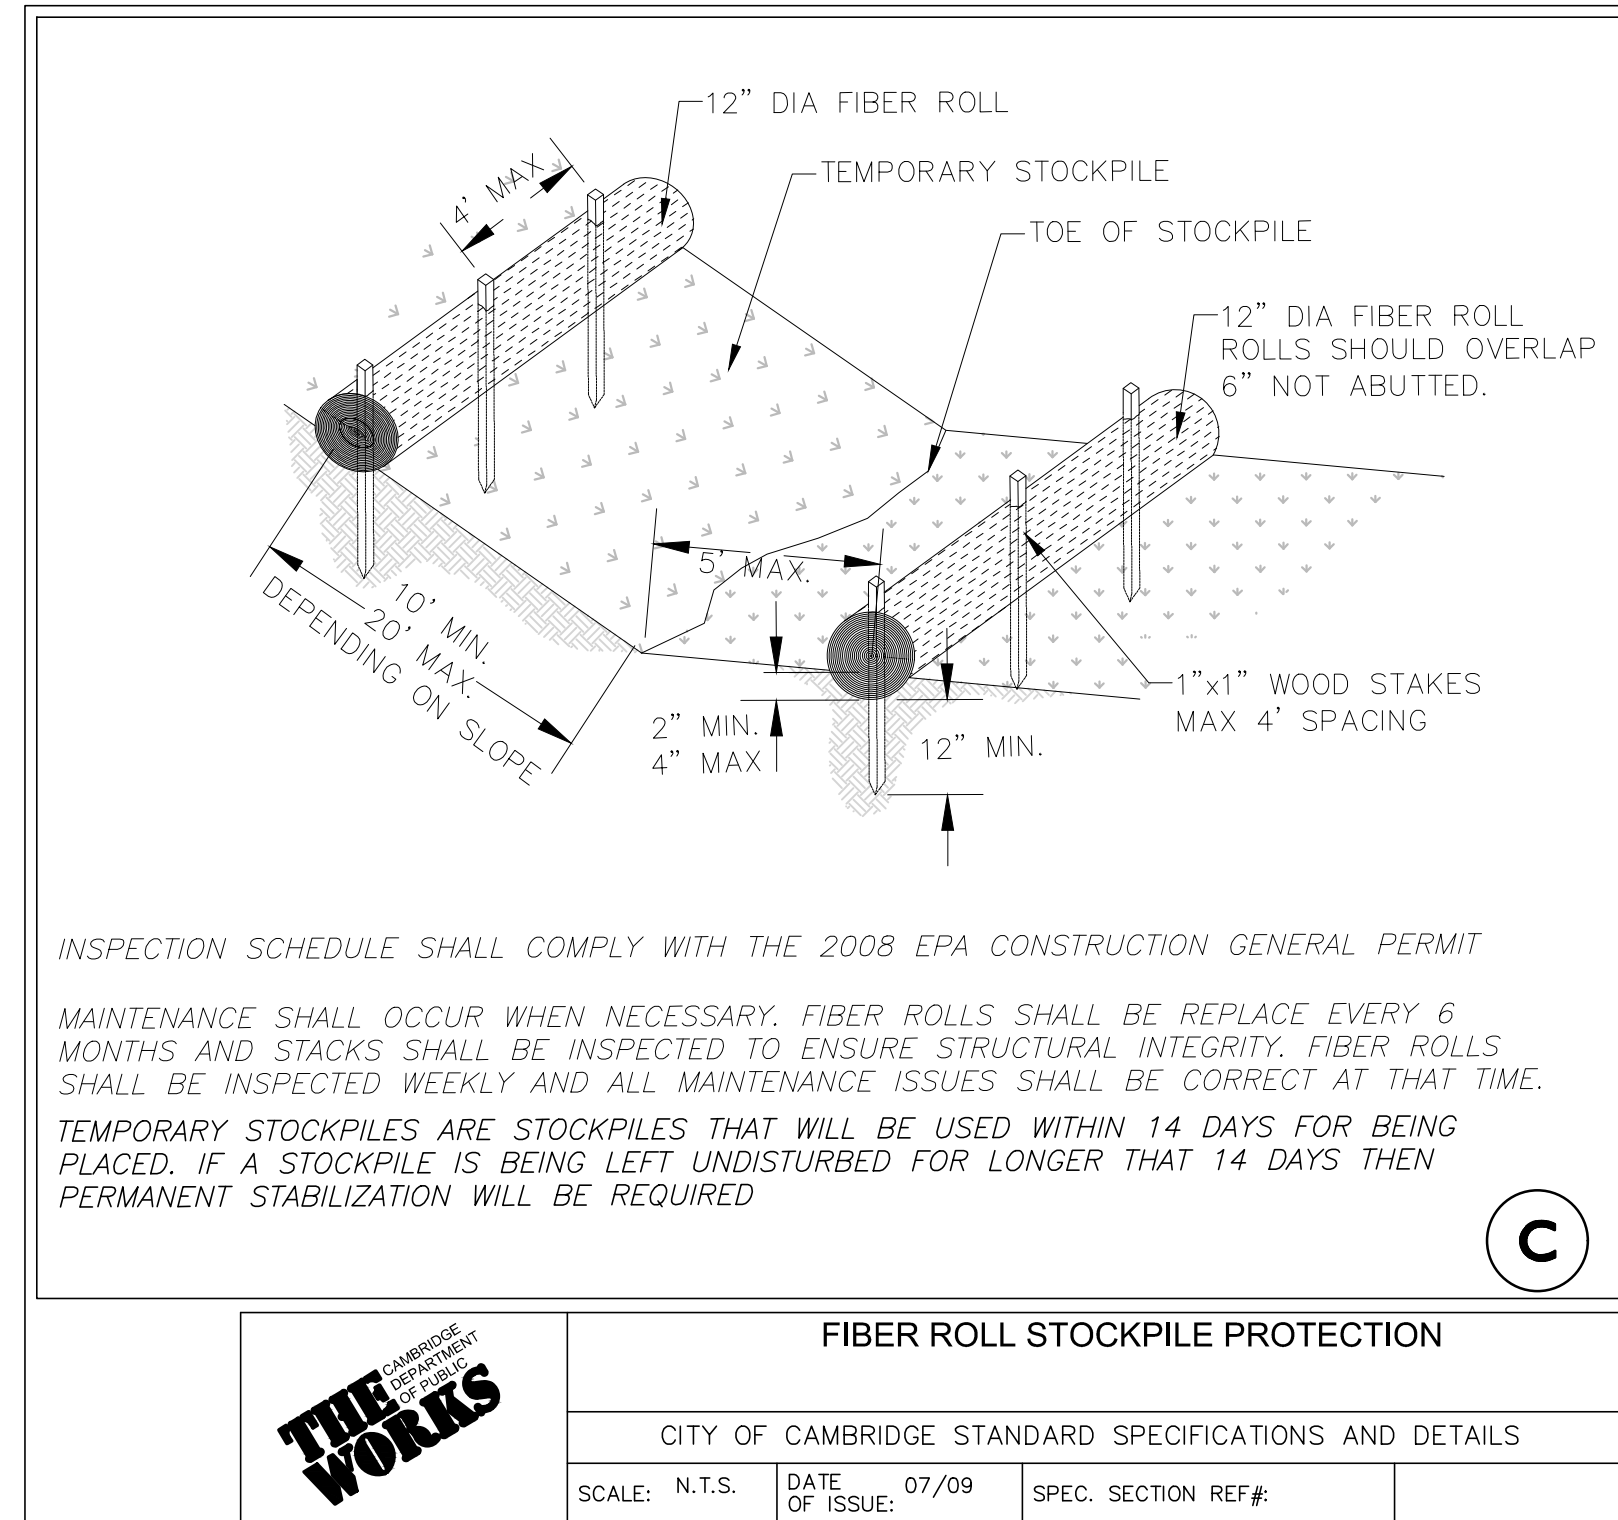 12” DIA FIBER ROLL
4’ MAX
TEMPORARY STOCKPILE
TOE OF STOCKPILE
12” DIA FIBER ROLL
ROLLS SHOULD OVERLAP
6” NOT ABUTTED.
5’ MAX.
10’ MIN.
20’ MAX.
DEPENDING ON SLOPE
2” MIN.
4” MAX
12” MIN.
1”x1” WOOD STAKES
MAX 4’ SPACING
INSPECTION SCHEDULE SHALL COMPLY WITH THE 2008 EPA CONSTRUCTION GENERAL PERMIT
MAINTENANCE SHALL OCCUR WHEN NECESSARY. FIBER ROLLS SHALL BE REPLACE EVERY 6
MONTHS AND STACKS SHALL BE INSPECTED TO ENSURE STRUCTURAL INTEGRITY. FIBER ROLLS
SHALL BE INSPECTED WEEKLY AND ALL MAINTENANCE ISSUES SHALL BE CORRECT AT THAT TIME.
TEMPORARY STOCKPILES ARE STOCKPILES THAT WILL BE USED WITHIN 14 DAYS FOR BEING
PLACED. IF A STOCKPILE IS BEING LEFT UNDISTURBED FOR LONGER THAT 14 DAYS THEN
PERMANENT STABILIZATION WILL BE REQUIRED
C
THE
WORKS
CAMBRIDGE
DEPARTMENT
OF PUBLIC
FIBER ROLL STOCKPILE PROTECTION
CITY OF CAMBRIDGE STANDARD SPECIFICATIONS AND DETAILS
SCALE: N.T.S.
DATE
OF ISSUE: 07/09
SPEC. SECTION REF#: